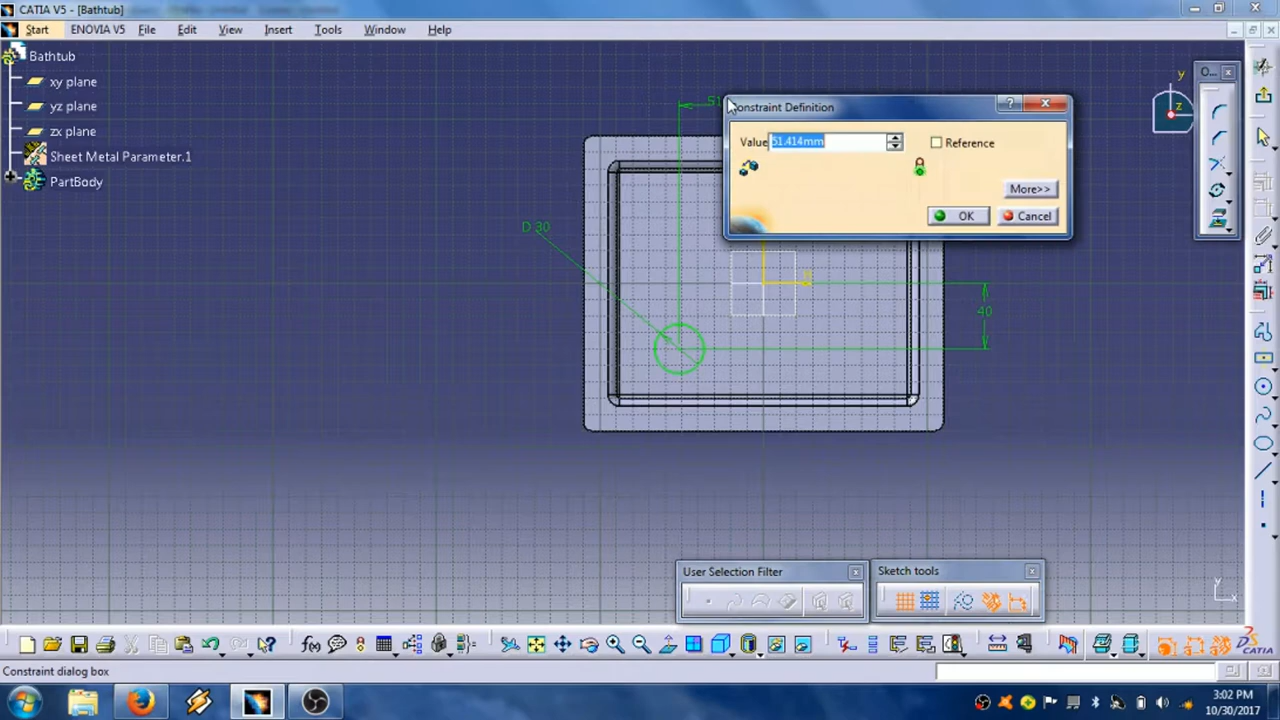 CATIA V5 - [Bathtub]
Start ENOVIA V5 File Edit View Insert Tools Window Help
Bathtub
xy plane
yz plane
zx plane
Sheet Metal Parameter.1
PartBody
51
D 30
40
y
z
Constraint Definition
Value 51.414mm
Reference
More>>
OK Cancel
O...
User Selection Filter
Sketch tools
y
x
f(x)
CATIA
Constraint dialog box
3:02 PM
10/30/2017